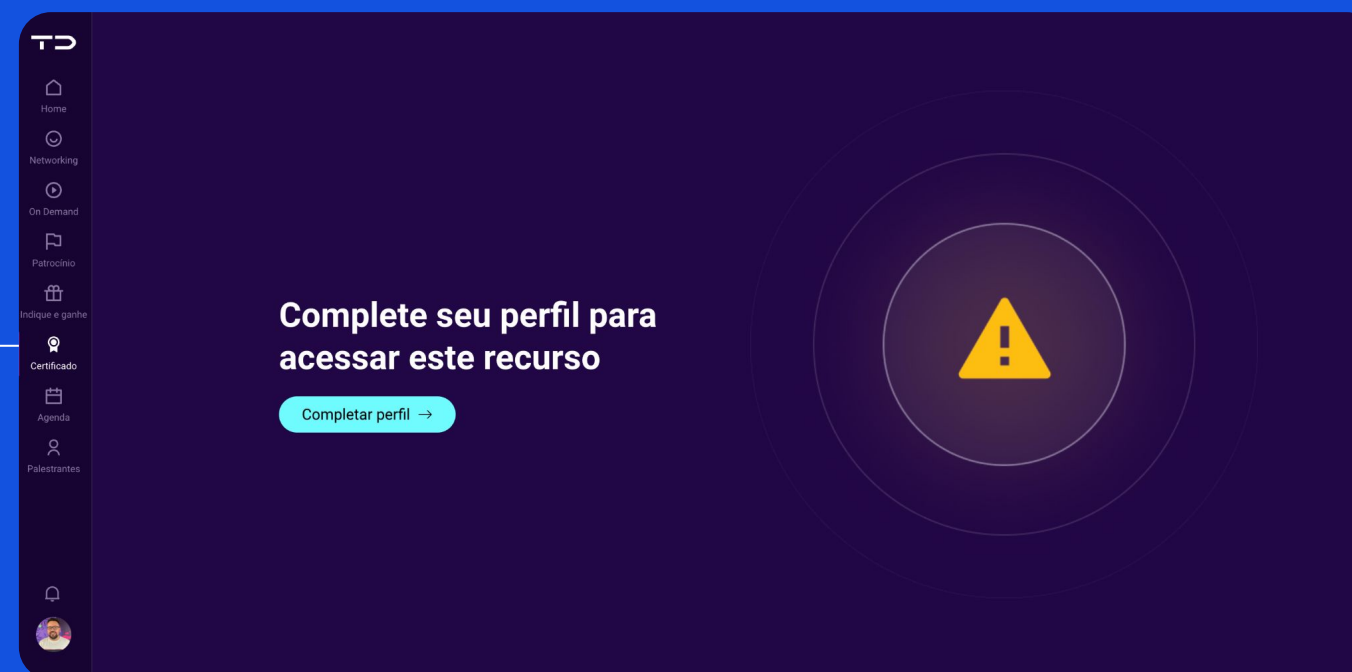 TD
Home
Networking
On Demand
Patrocínio
Indique e ganhe
Certificado
Agenda
Palestrantes
Complete seu perfil para
acessar este recurso
Completar perfil →